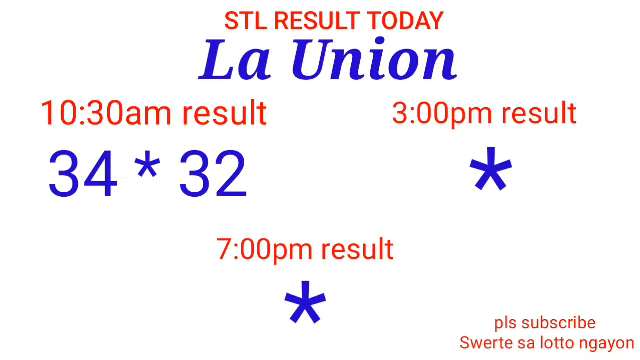 STL RESULT TODAY
La Union
10:30am result
34 * 32
3:00pm result
*
7:00pm result
*
pls subscribe
Swerte sa lotto ngayon